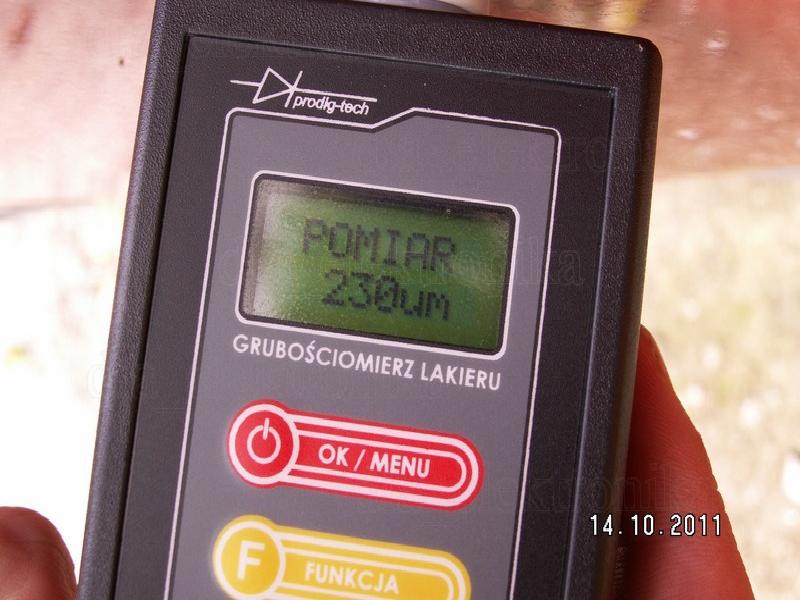 prodig-tech
POMIAR
230um
GRUBOŚCIOMIERZ LAKIERU
OK / MENU
F FUNKCJA
14.10.2011